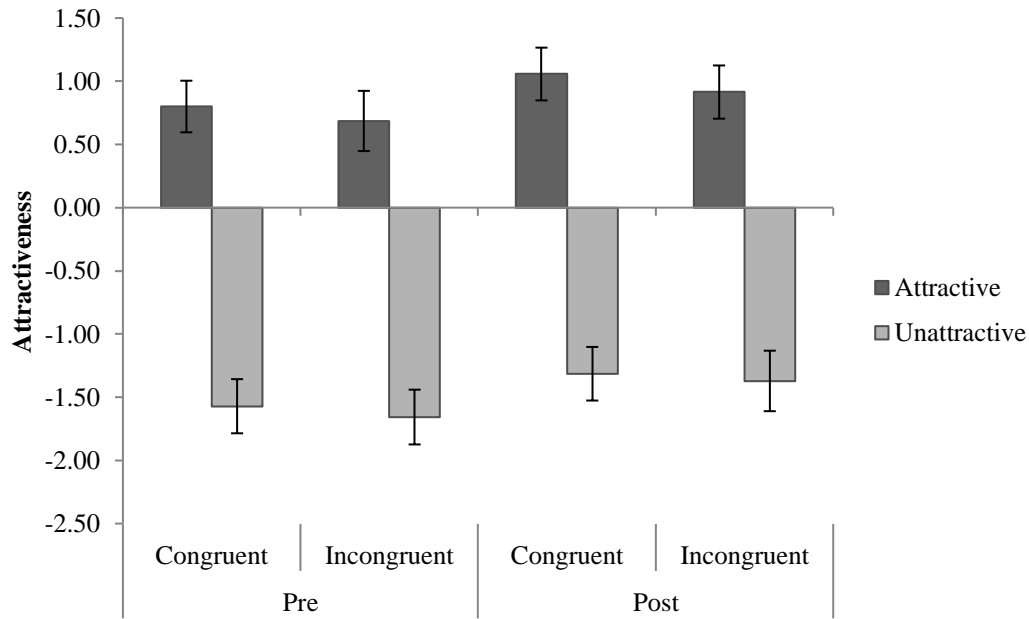 1.50
1.00
0.50
0.00
-0.50
-1.00
-1.50
-2.00
-2.50
Attractiveness
Attractive
Unattractive
Congruent Incongruent Congruent Incongruent
Pre Post